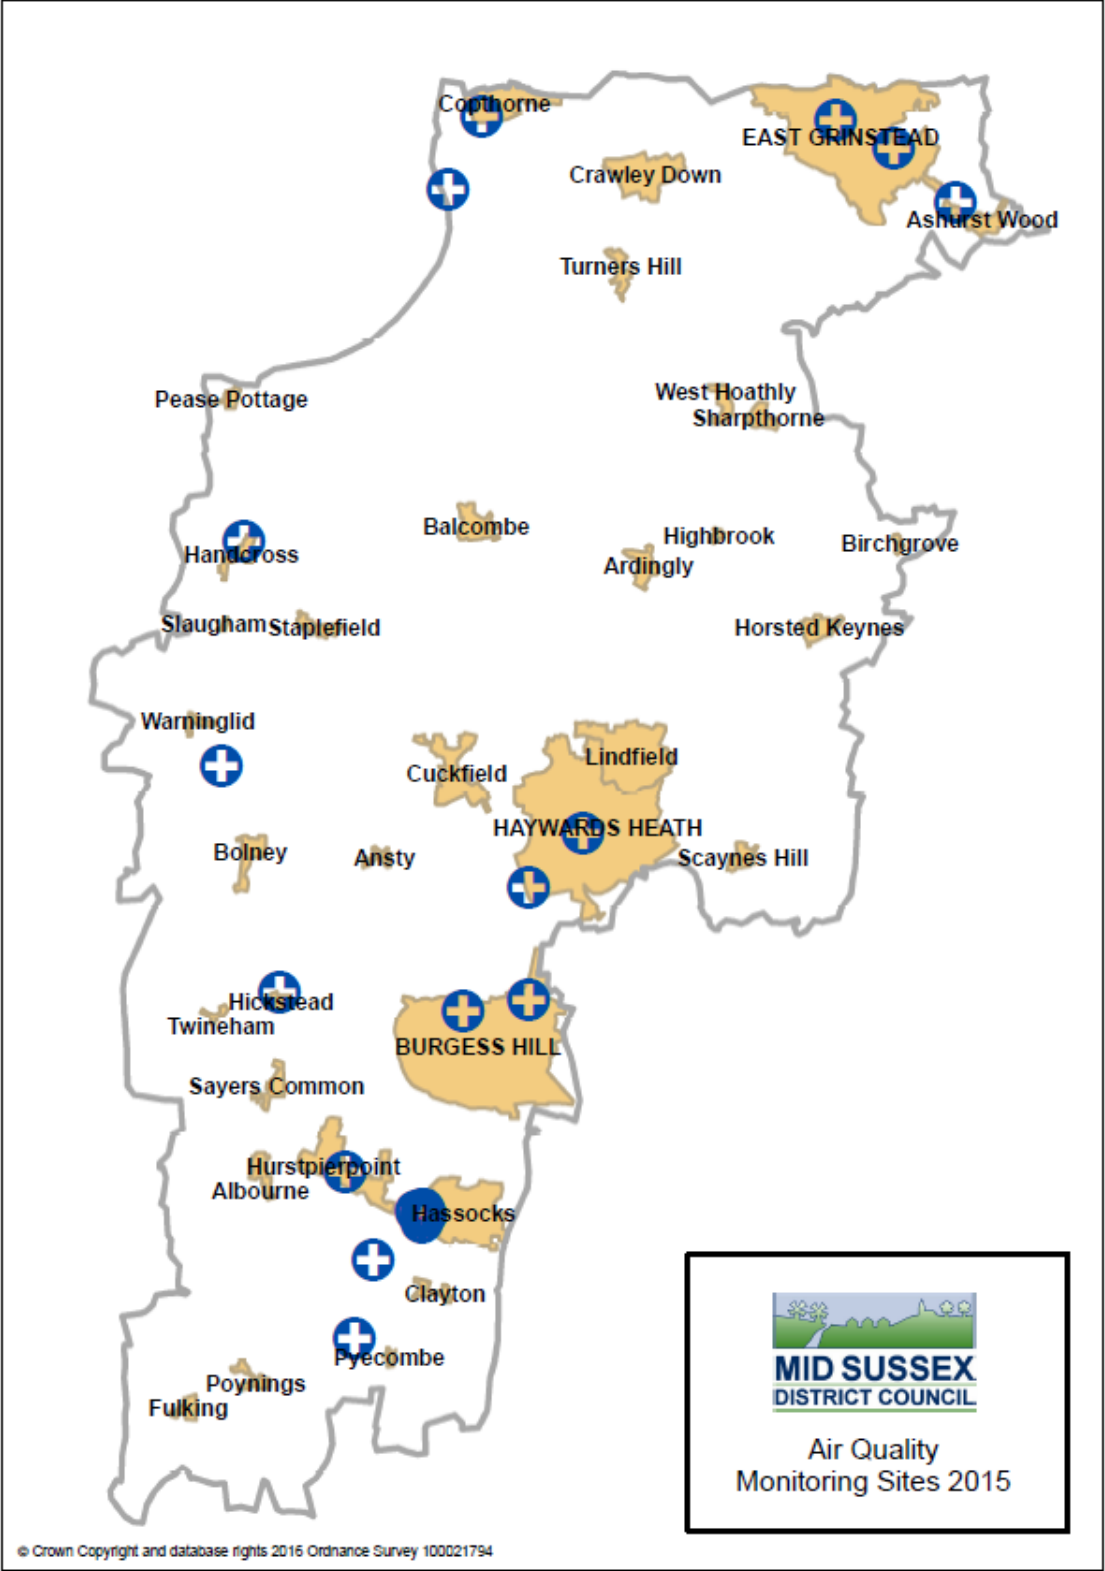 Copthorne
EAST GRINSTEAD
Crawley Down
Ashurst Wood
Turners Hill
Pease Pottage
West Hoathly
Sharpthorne
Balcombe
Highbrook
Birchgrove
Handcross
Ardingly
Slaugham
Staplefield
Horsted Keynes
Warninglid
Lindfield
Cuckfield
HAYWARDS HEATH
Bolney
Ansty
Scaynes Hill
Hickstead
Twineham
BURGESS HILL
Sayers Common
Hurstpierpoint
Albourne
Hassocks
Clayton
Pyecombe
Poynings
Fulking
MID SUSSEX
DISTRICT COUNCIL
Air Quality
Monitoring Sites 2015
© Crown Copyright and database rights 2016 Ordnance Survey 100021794